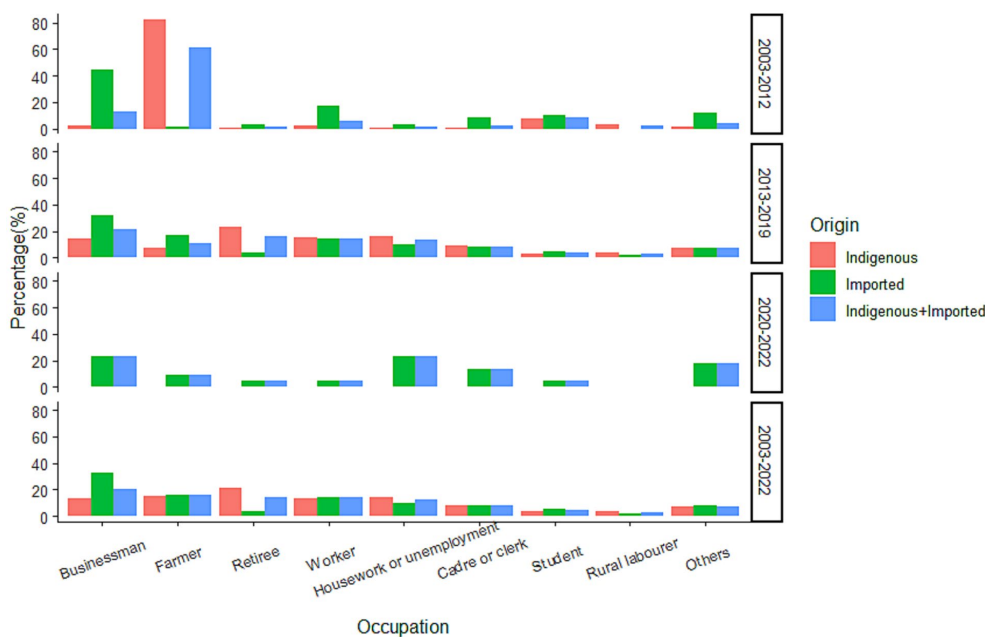 80
60
40
20
0
2003-2012
80
60
40
20
0
2013-2019
80
60
40
20
0
2020-2022
80
60
40
20
0
2003-2022
Percentage(%)
Businessman
Farmer
Retiree
Worker
Housework or unemployment
Cadre or clerk
Student
Rural labourer
Others
Occupation
Origin
Indigenous
Imported
Indigenous+Imported